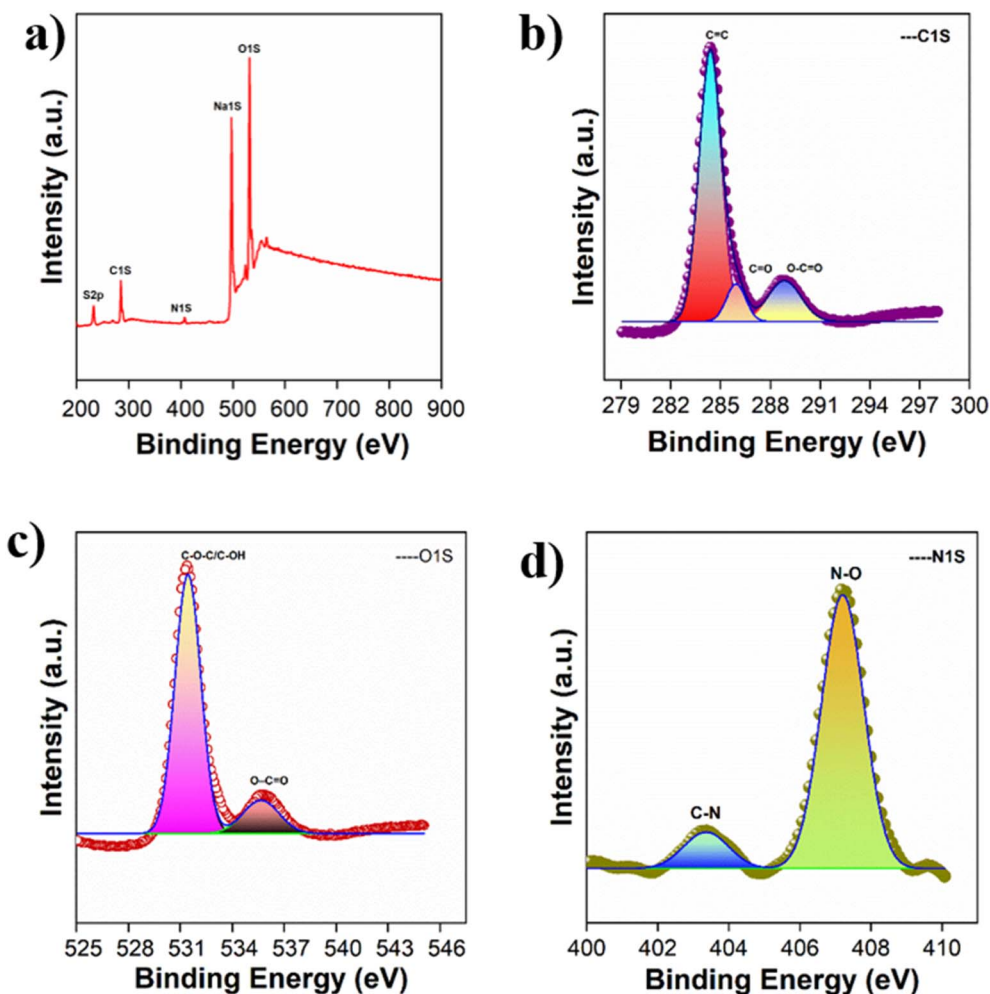 a)
O1S
Na1S
C1S
S2p
N1S
Intensity (a.u.)
200 300 400 500 600 700 800 900
Binding Energy (eV)
b)
C=C
---C1S
C=O O-C=O
Intensity (a.u.)
279 282 285 288 291 294 297 300
Binding Energy (eV)
c)
C-O-C/C-OH
----O1S
O-C=O
Intensity (a.u.)
525 528 531 534 537 540 543 546
Binding Energy (eV)
d)
N-O
----N1S
C-N
Intensity (a.u.)
400 402 404 406 408 410
Binding Energy (eV)